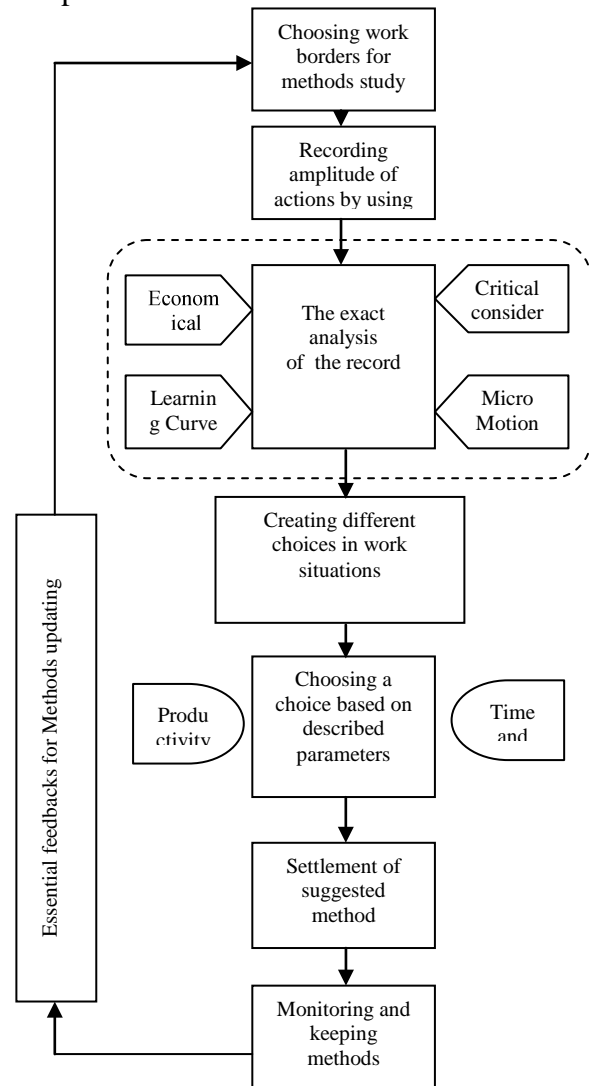 Choosing work
borders for
methods study
Recording
amplitude of
actions by using
Econom
ical
Critical
consider
The exact
analysis
of the record
Learnin
g Curve
Micro
Motion
Creating different
choices in work
situations
Essential feedbacks for Methods updating
Produ
ctivity
Choosing a
choice based on
described
parameters
Time
and
Settlement of
suggested
method
Monitoring and
keeping
methods